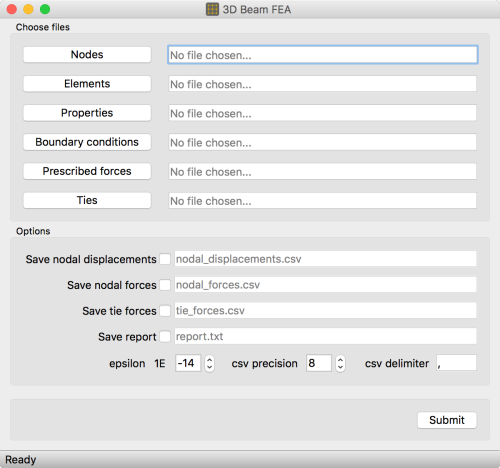 3D Beam FEA
Choose files
Nodes No file chosen...
Elements No file chosen...
Properties No file chosen...
Boundary conditions No file chosen...
Prescribed forces No file chosen...
Ties No file chosen...
Options
Save nodal displacements nodal_displacements.csv
Save nodal forces nodal_forces.csv
Save tie forces tie_forces.csv
Save report report.txt
epsilon 1E -14 csv precision 8 csv delimiter ,
Submit
Ready